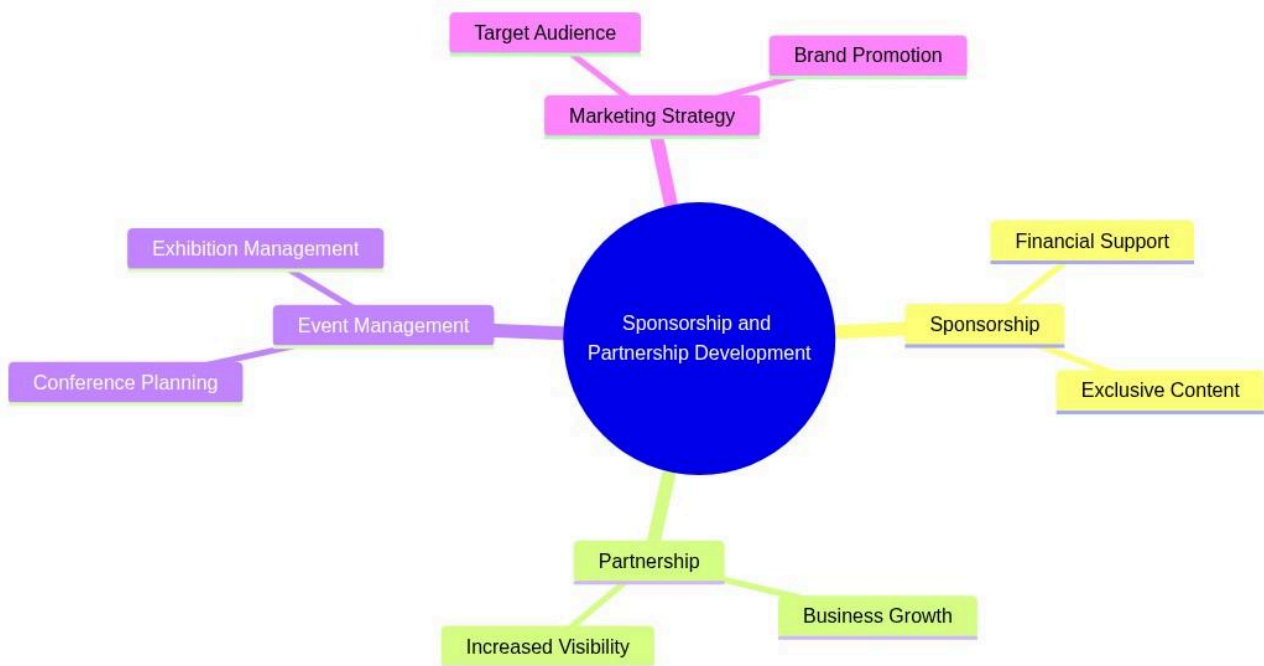 Target Audience
Brand Promotion
Marketing Strategy
Exhibition Management
Event Management
Conference Planning
Sponsorship and
Partnership Development
Financial Support
Sponsorship
Exclusive Content
Partnership
Business Growth
Increased Visibility